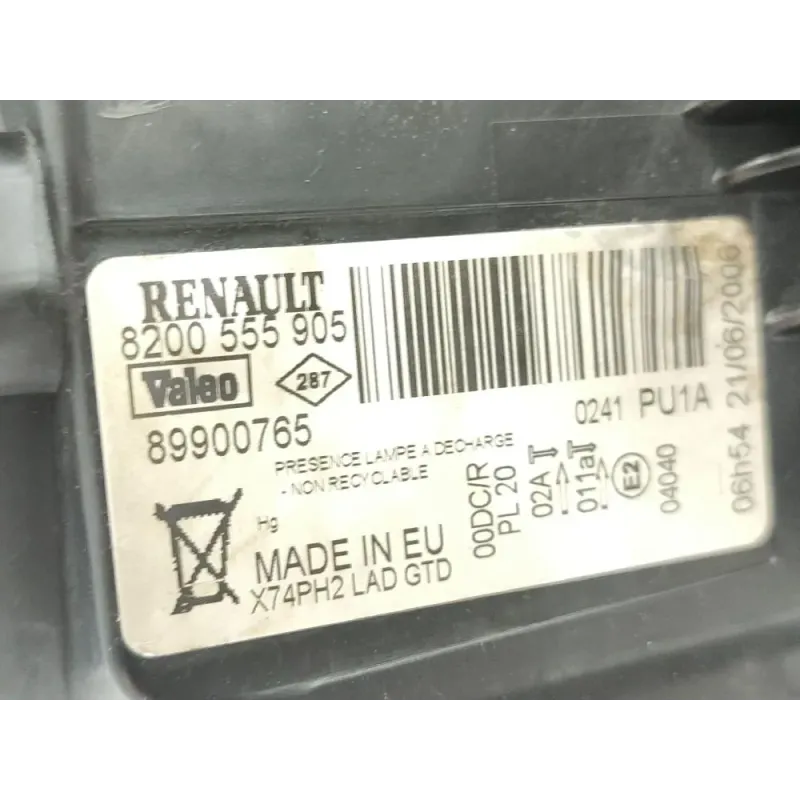 RENAULT
8200 555 905
Valeo
287
89900765
0241 PU1A
PRESENCE LAMPE A DECHARGE
- NON RECYCLABLE
Hg
MADE IN EU
X74PH2 LAD GTD
00DC/R
PL 20
02A
011a
E2
04040
06h54 21/06/2006